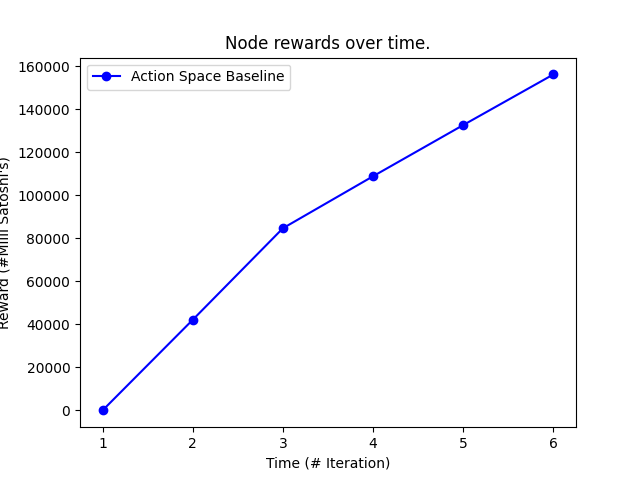 Node rewards over time.
Action Space Baseline
160000
140000
120000
100000
80000
60000
40000
20000
0
Reward (#Milli Satoshi's)
1 2 3 4 5 6
Time (# Iteration)